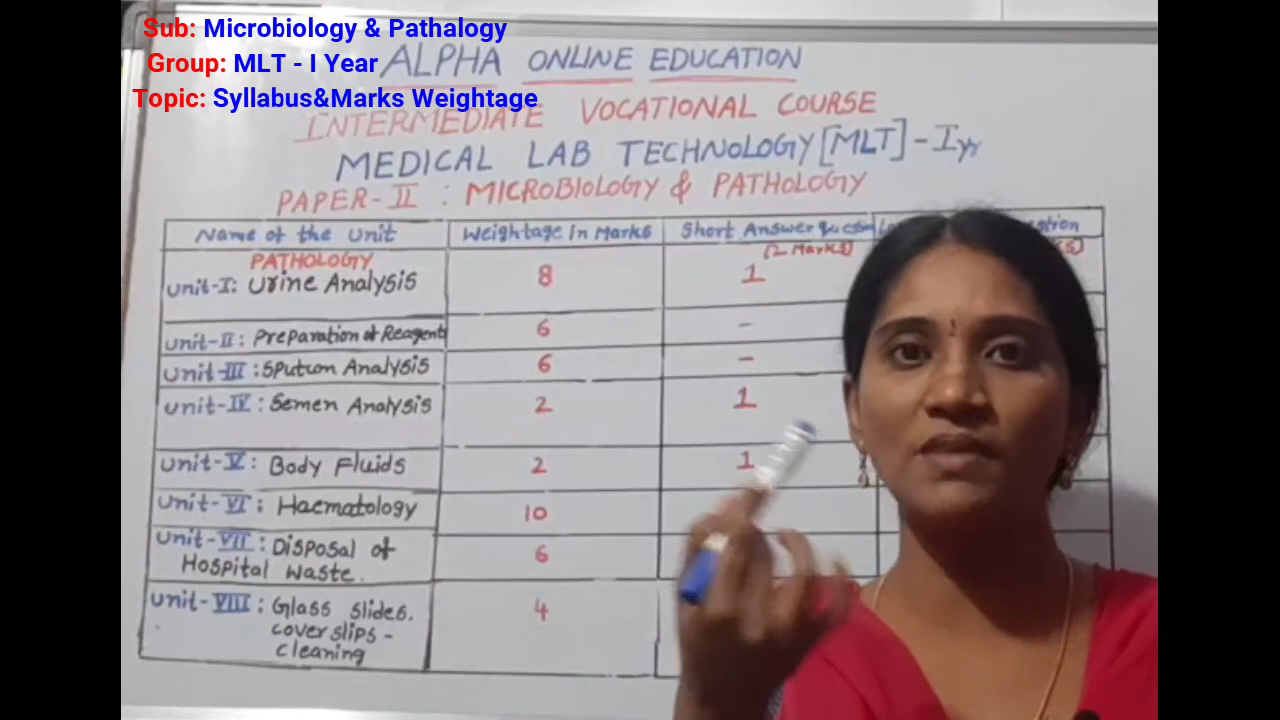 Sub: Microbiology & Pathalogy
Group: MLT - I Year
Topic: Syllabus&Marks Weightage
ALPHA ONLINE EDUCATION
INTERMEDIATE VOCATIONAL COURSE
MEDICAL LAB TECHNOLOGY [MLT] - I yr
PAPER-II : MICROBIOLOGY & PATHOLOGY
Name of the Unit Weightage in Marks Short Answer
[2 Marks]
PATHOLOGY
Unit-I: Urine Analysis 8 1
Unit-II: Preparation of Reagents 6 -
Unit-III: Sputum Analysis 6 -
Unit-IV: Semen Analysis 2 1
Unit-V: Body Fluids 2 1
Unit-VI: Haematology 10
Unit-VII: Disposal of 6
Hospital Waste.
Unit-VIII: Glass slides. 4
cover slips -
cleaning